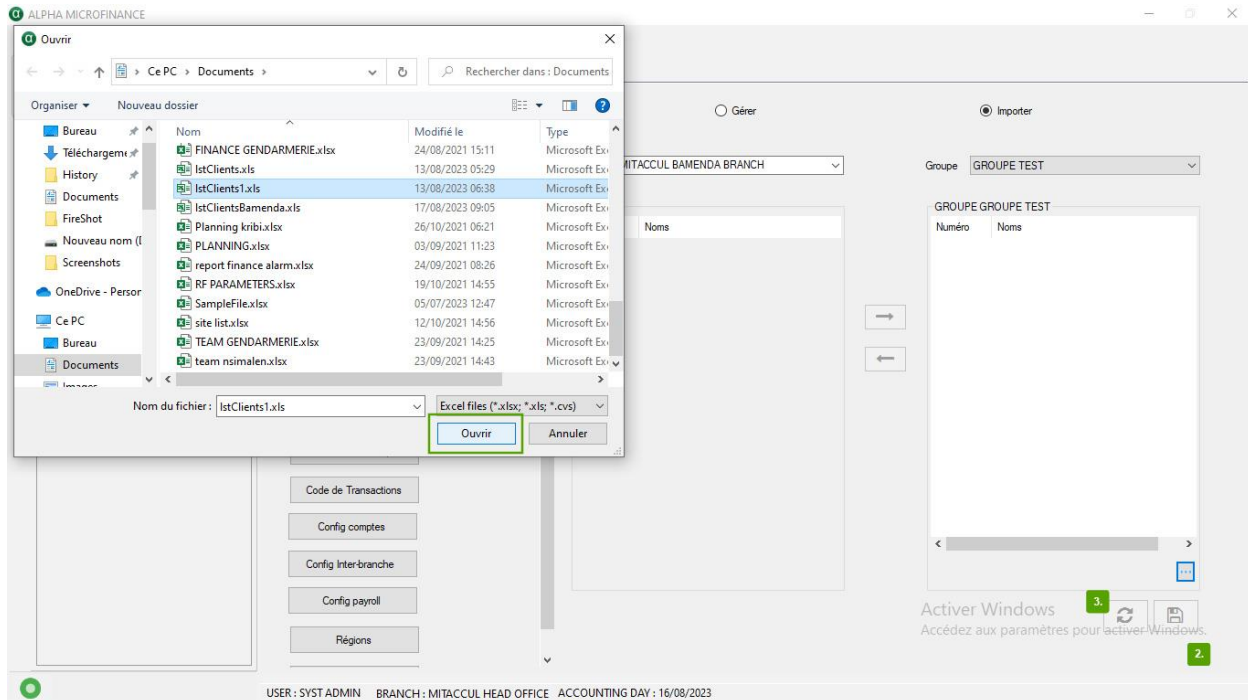 ALPHA MICROFINANCE
Ouvrir
Ce PC > Documents >
Rechercher dans : Documents
Organiser
Nouveau dossier
Bureau
Téléchargeme
History
Documents
FireShot
Nouveau nom (
Screenshots
OneDrive - Person
Ce PC
Bureau
Documents
Images
Nom Modifié le Type
FINANCE GENDARMERIE.xlsx 24/08/2021 15:11 Microsoft Ex
lstClients.xls 13/08/2023 05:29 Microsoft Ex
lstClients1.xls 13/08/2023 06:38 Microsoft Ex
lstClientsBamenda.xls 17/08/2023 09:05 Microsoft Ex
Planning kribi.xlsx 26/10/2021 06:21 Microsoft Ex
PLANNING.xlsx 03/09/2021 11:23 Microsoft Ex
report finance alarm.xlsx 24/09/2021 08:26 Microsoft Ex
RF PARAMETERS.xlsx 19/10/2021 14:55 Microsoft Ex
SampleFile.xlsx 05/07/2023 12:47 Microsoft Ex
site list.xlsx 12/10/2021 14:56 Microsoft Ex
TEAM GENDARMERIE.xlsx 23/09/2021 14:25 Microsoft Ex
team nsimalen.xlsx 23/09/2021 14:43 Microsoft Ex
Nom du fichier : lstClients1.xls
Excel files (*.xlsx; *.xls; *.cvs)
Ouvrir
Annuler
Gérer
Importer
MITACCUL BAMENDA BRANCH
Groupe GROUPE TEST
Noms
GROUPE GROUPE TEST
Numéro Noms
Code de Transactions
Config comptes
Config Inter-branche
Config payroll
Régions
...
Activer Windows
Accédez aux paramètres pour activer Windows.
3.
2.
USER : SYST ADMIN BRANCH : MITACCUL HEAD OFFICE ACCOUNTING DAY : 16/08/2023